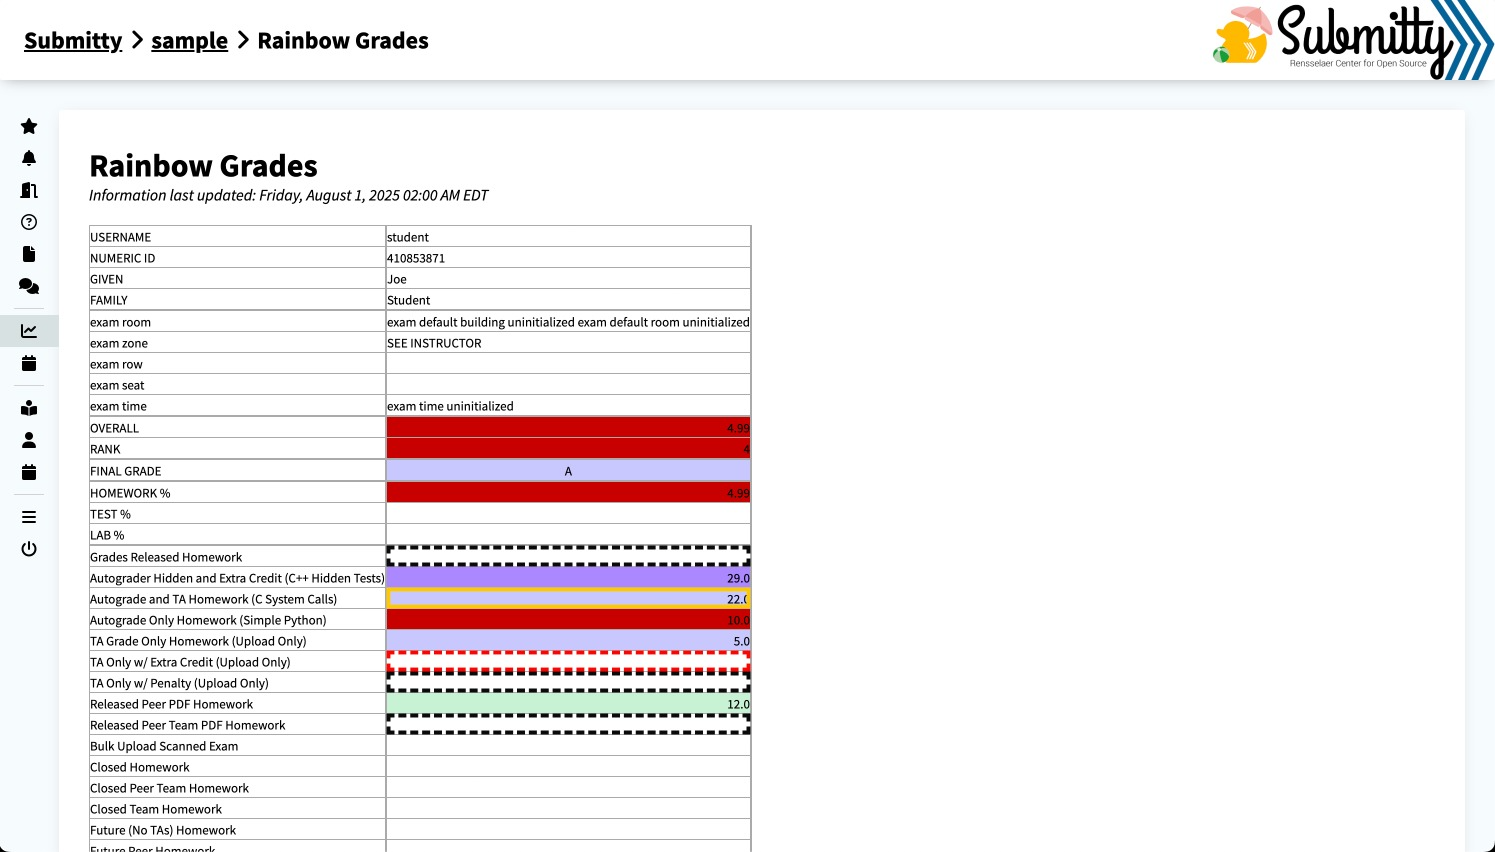 Submitty > sample > Rainbow Grades
Submitty
Rensselaer Center for Open Source
Rainbow Grades
Information last updated: Friday, August 1, 2025 02:00 AM EDT
USERNAME student
NUMERIC ID 410853871
GIVEN Joe
FAMILY Student
exam room exam default building uninitialized exam default room uninitialized
exam zone SEE INSTRUCTOR
exam row
exam seat
exam time exam time uninitialized
OVERALL 4.99
RANK 4
FINAL GRADE A
HOMEWORK % 4.99
TEST %
LAB %
Grades Released Homework
Autograder Hidden and Extra Credit (C++ Hidden Tests) 29.0
Autograde and TA Homework (C System Calls) 22.0
Autograde Only Homework (Simple Python) 10.0
TA Grade Only Homework (Upload Only) 5.0
TA Only w/ Extra Credit (Upload Only)
TA Only w/ Penalty (Upload Only)
Released Peer PDF Homework 12.0
Released Peer Team PDF Homework
Bulk Upload Scanned Exam
Closed Homework
Closed Peer Team Homework
Closed Team Homework
Future (No TAs) Homework
Future Peer Homework